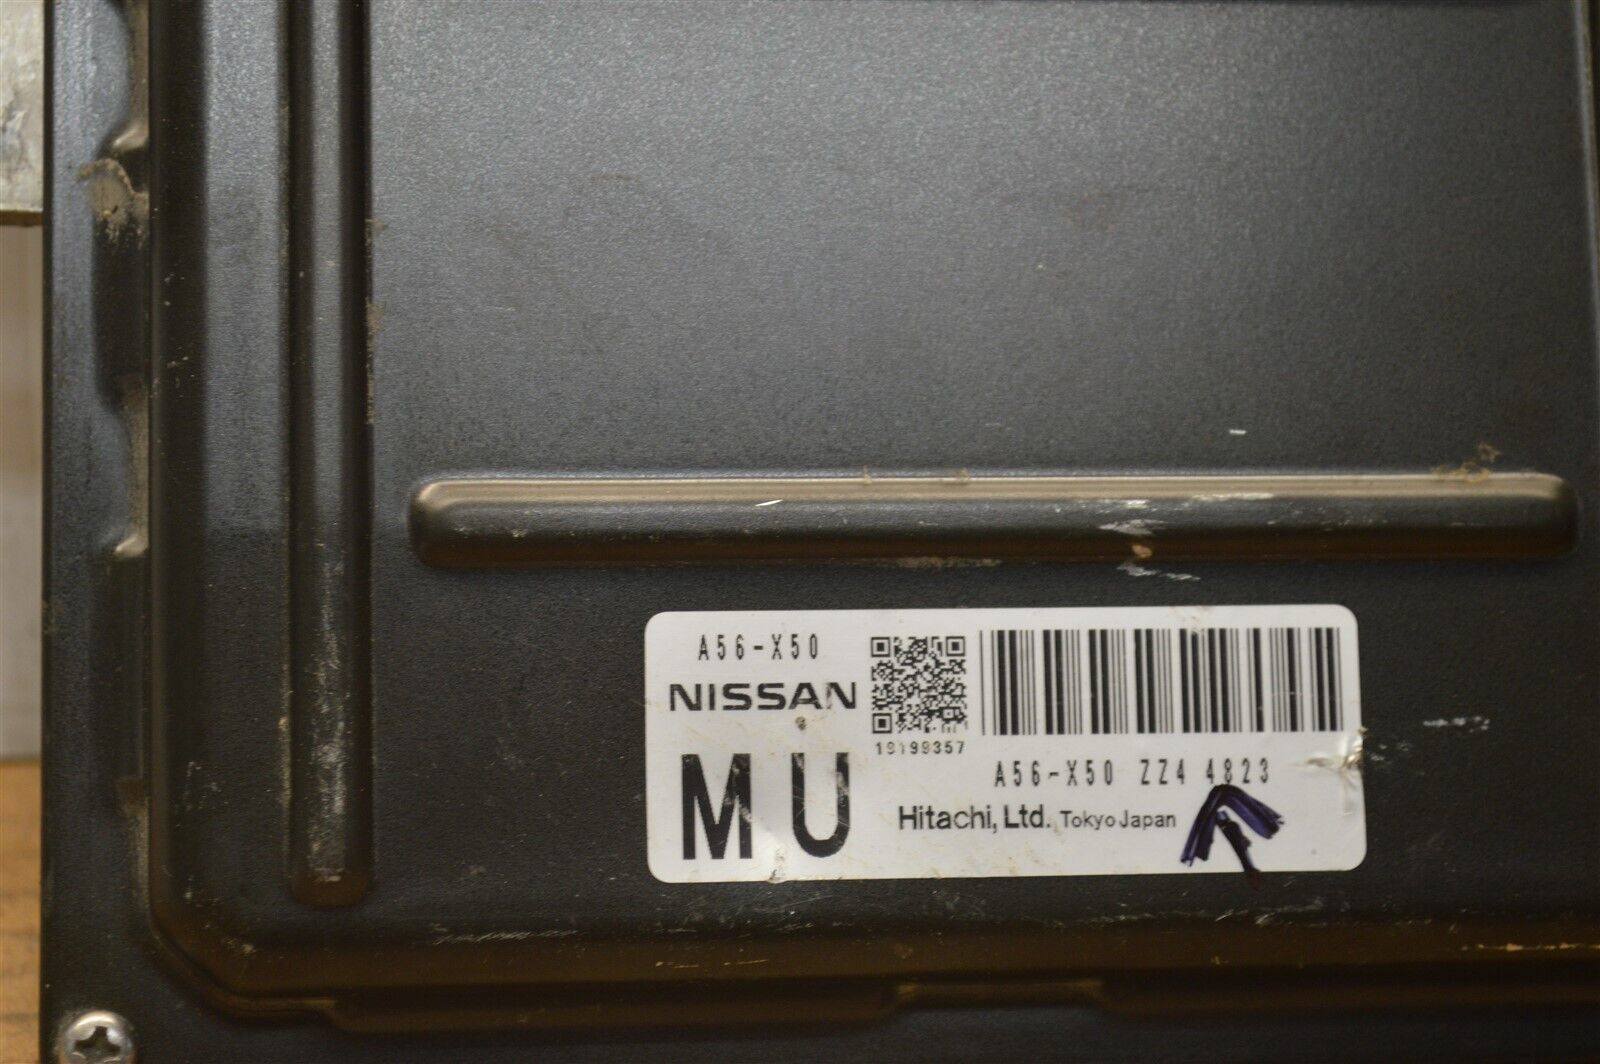 A56-X50
NISSAN
MU
19199357
A56-X50 ZZ4 4823
Hitachi, Ltd. Tokyo Japan